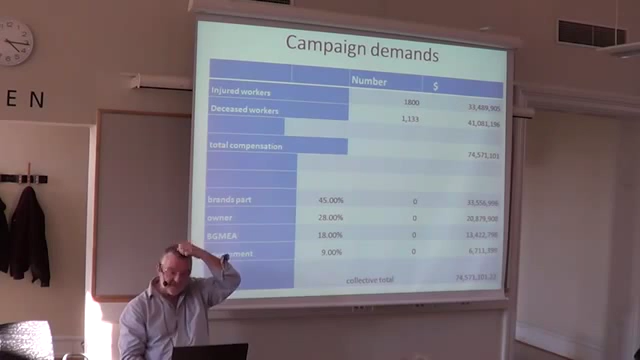 Campaign demands
Number $
Injured workers 1800 33,489,905
Deceased workers 1,133 41,081,196
total compensation 74,571,101
brands part 45.00% 0 33,556,996
owner 28.00% 0 20,879,908
BGMEA 18.00% 0 13,422,798
9.00% 0 6,711,399
collective total 74,571,101.22
EN